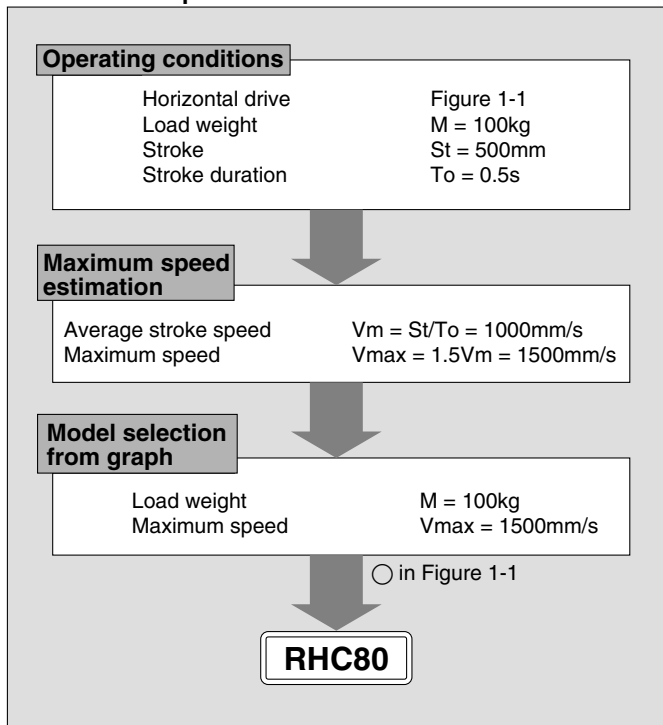 Operating conditions
Horizontal drive Figure 1-1
Load weight M = 100kg
Stroke St = 500mm
Stroke duration To = 0.5s
Maximum speed
estimation
Average stroke speed Vm = St/To = 1000mm/s
Maximum speed Vmax = 1.5Vm = 1500mm/s
Model selection
from graph
Load weight M = 100kg
Maximum speed Vmax = 1500mm/s
◯ in Figure 1-1
RHC80